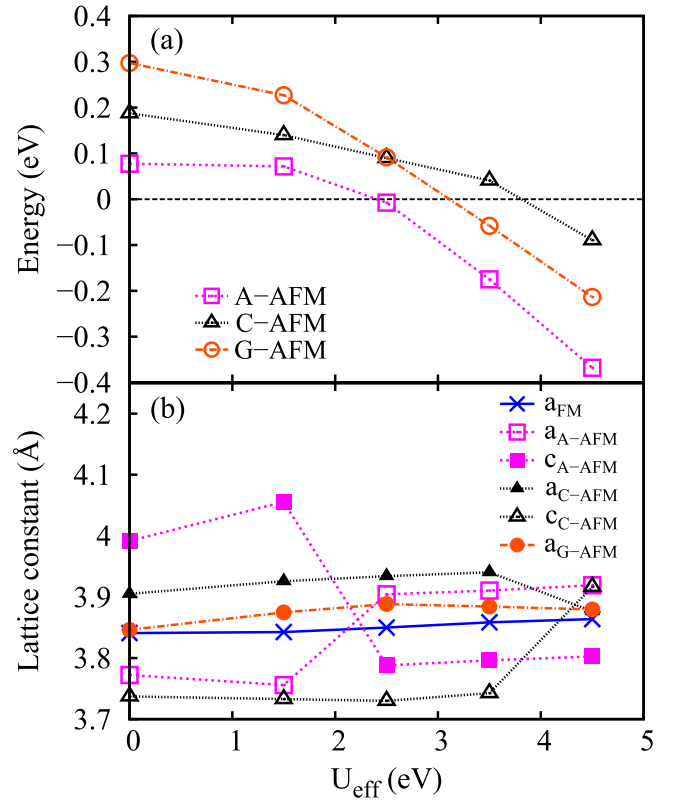 (a)
0.4
0.3
0.2
0.1
0
−0.1
−0.2
−0.3
−0.4
Energy (eV)
A−AFM
C−AFM
G−AFM
(b)
4.2
4.1
4
3.9
3.8
3.7
Lattice constant (Å)
a_FM
a_A−AFM
c_A−AFM
a_C−AFM
c_C−AFM
a_G−AFM
0 1 2 3 4 5
U_eff (eV)